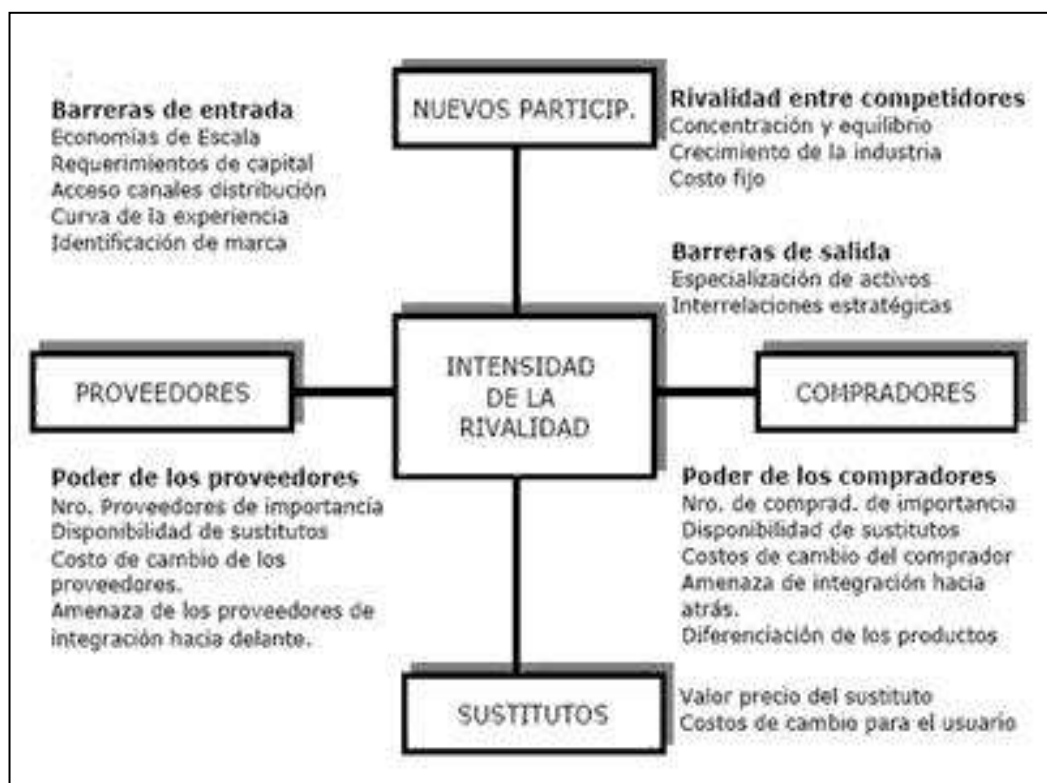 NUEVOS PARTICIP.
Barreras de entrada
Economías de Escala
Requerimientos de capital
Acceso canales distribución
Curva de la experiencia
Identificación de marca
Rivalidad entre competidores
Concentración y equilibrio
Crecimiento de la industria
Costo fijo
Barreras de salida
Especialización de activos
Interrelaciones estratégicas
PROVEEDORES
INTENSIDAD
DE LA
RIVALIDAD
COMPRADORES
Poder de los proveedores
Nro. Proveedores de importancia
Disponibilidad de sustitutos
Costo de cambio de los
proveedores.
Amenaza de los proveedores de
integración hacia delante.
Poder de los compradores
Nro. de comprad. de importancia
Disponibilidad de sustitutos
Costos de cambio del comprador
Amenaza de integración hacia
atrás.
Diferenciación de los productos
SUSTITUTOS
Valor precio del sustituto
Costos de cambio para el usuario